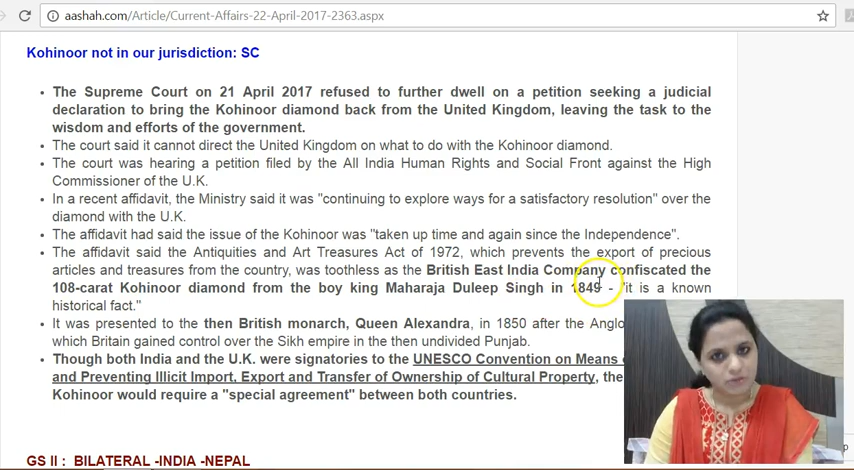 aashah.com/Article/Current-Affairs-22-April-2017-2363.aspx
Kohinoor not in our jurisdiction: SC
• The Supreme Court on 21 April 2017 refused to further dwell on a petition seeking a judicial
declaration to bring the Kohinoor diamond back from the United Kingdom, leaving the task to the
wisdom and efforts of the government.
• The court said it cannot direct the United Kingdom on what to do with the Kohinoor diamond.
• The court was hearing a petition filed by the All India Human Rights and Social Front against the High
Commissioner of the U.K.
• In a recent affidavit, the Ministry said it was "continuing to explore ways for a satisfactory resolution" over the
diamond with the U.K.
• The affidavit had said the issue of the Kohinoor was "taken up time and again since the Independence".
• The affidavit said the Antiquities and Art Treasures Act of 1972, which prevents the export of precious
articles and treasures from the country, was toothless as the British East India Company confiscated the
108-carat Kohinoor diamond from the boy king Maharaja Duleep Singh in 1849 - "it is a known
historical fact."
• It was presented to the then British monarch, Queen Alexandra, in 1850 after the Anglo
which Britain gained control over the Sikh empire in the then undivided Punjab.
• Though both India and the U.K. were signatories to the UNESCO Convention on Means
and Preventing Illicit Import, Export and Transfer of Ownership of Cultural Property, the
Kohinoor would require a "special agreement" between both countries.
GS II : BILATERAL -INDIA -NEPAL